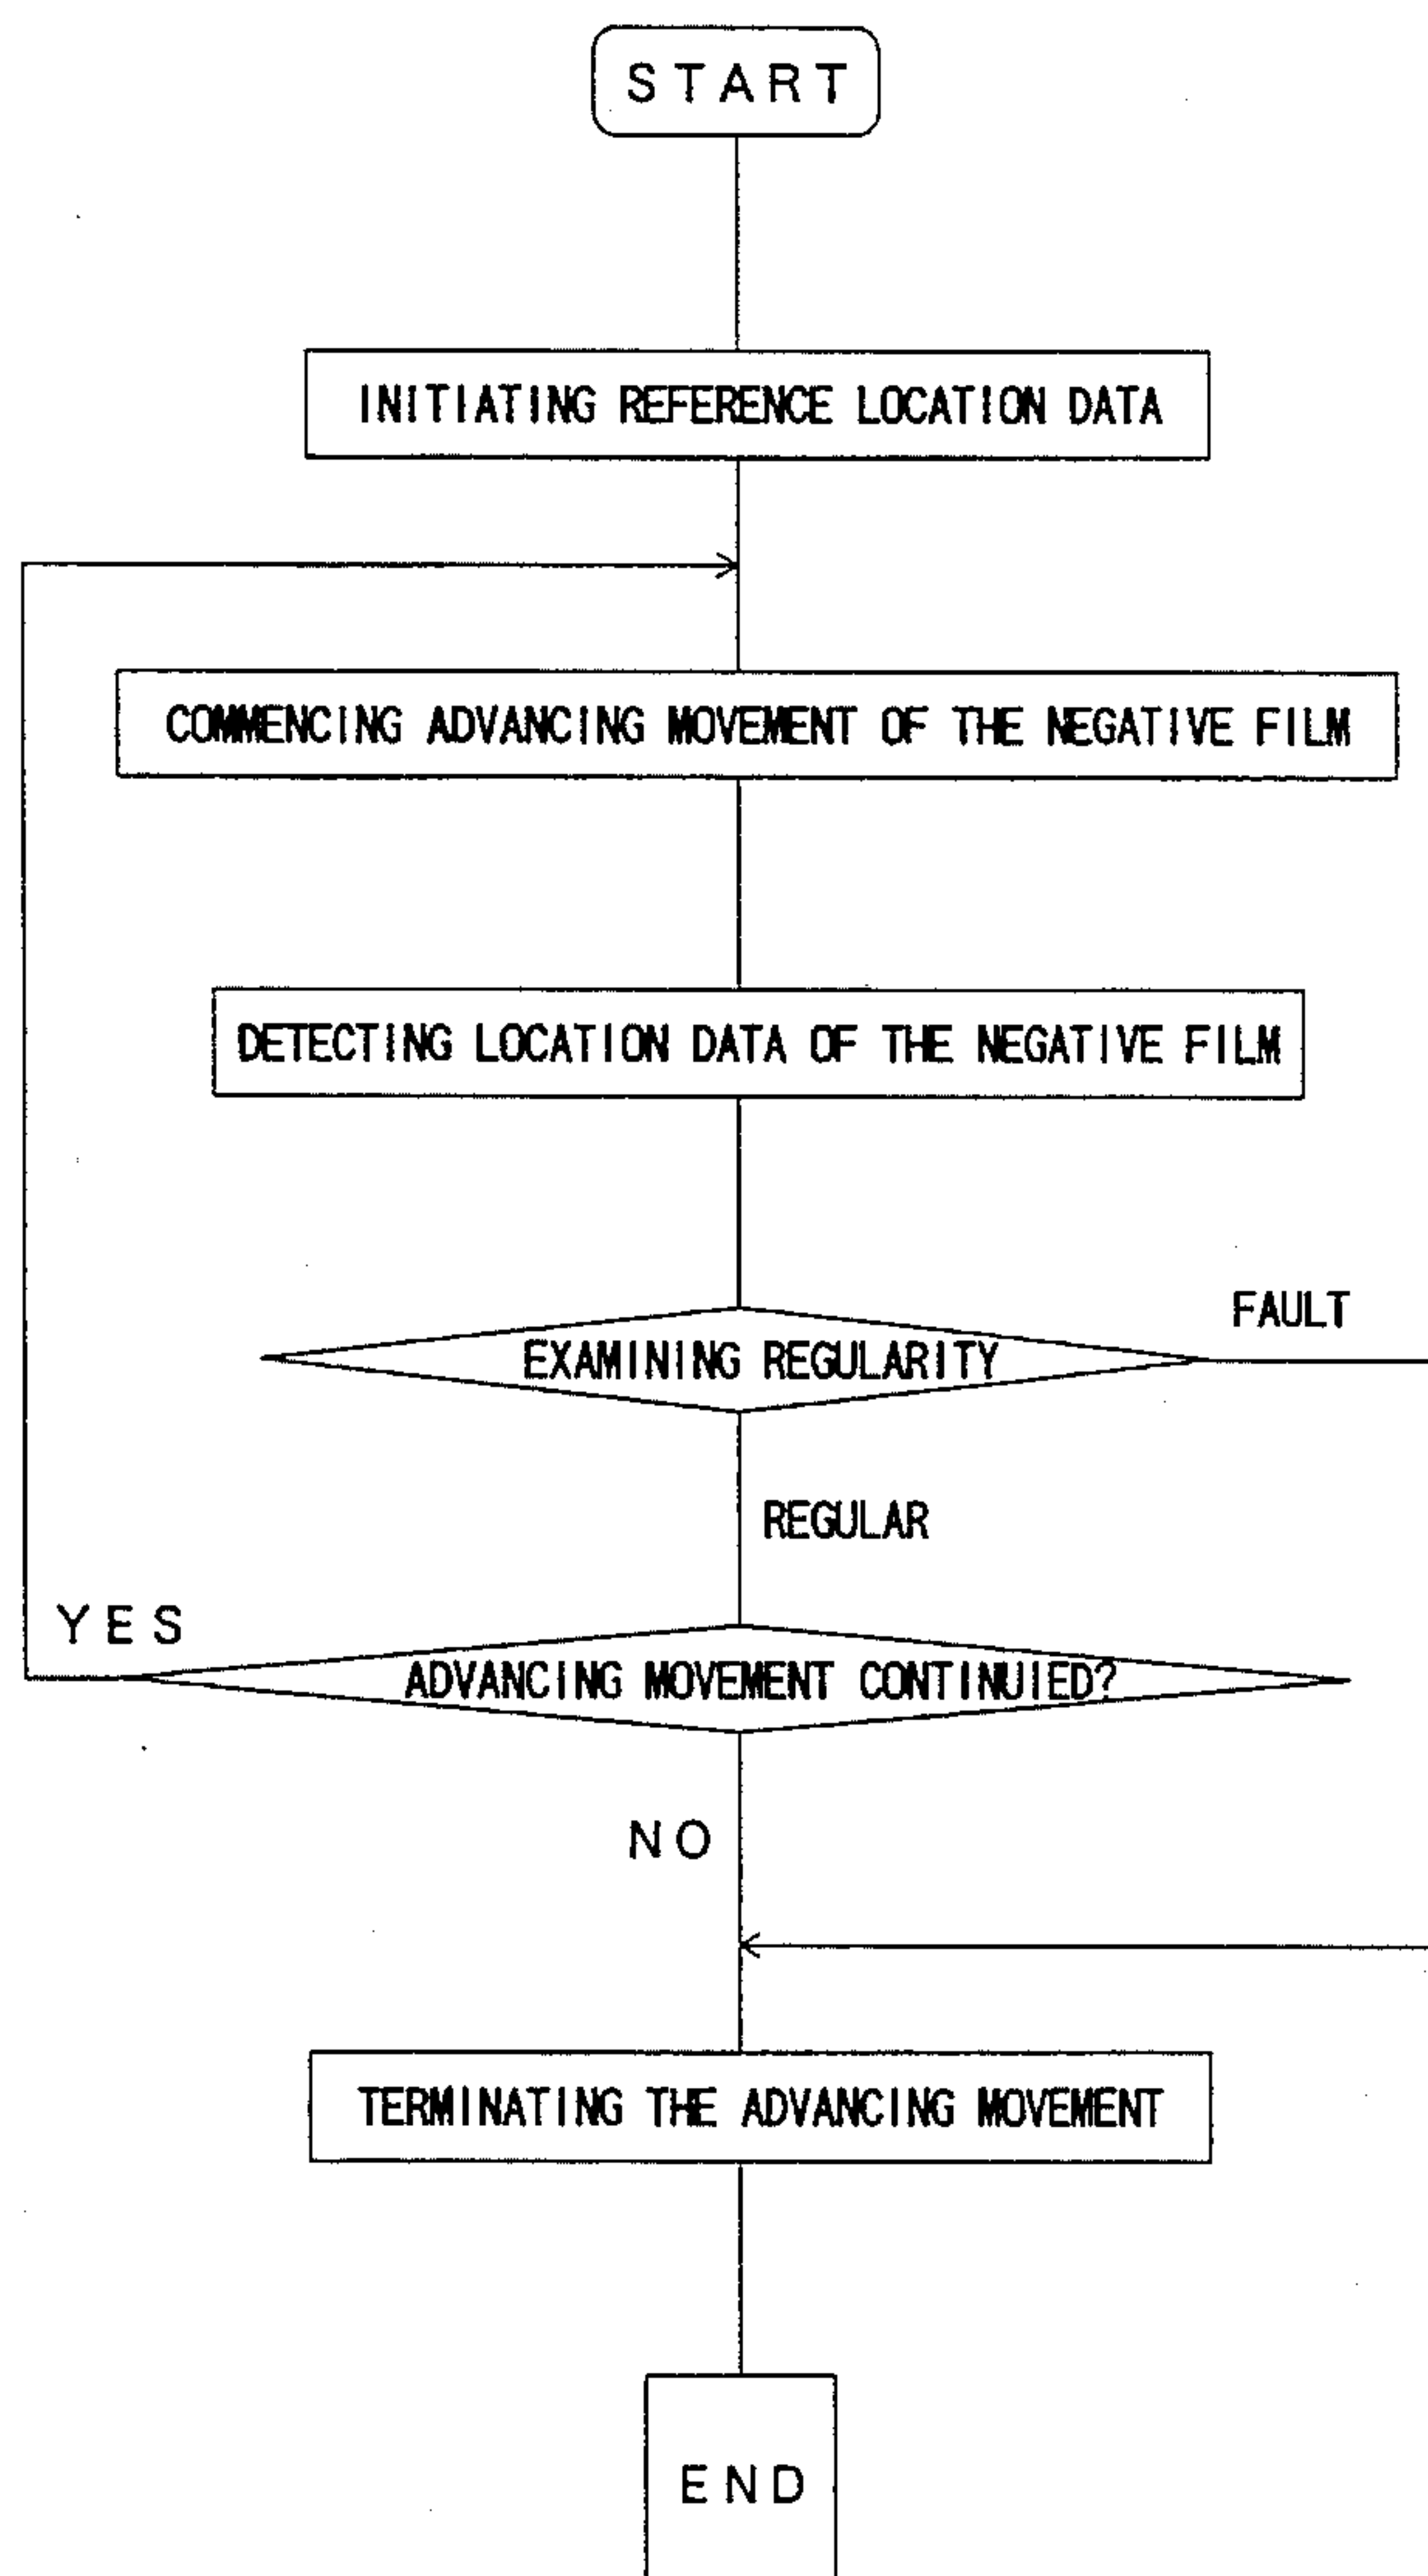 START
INITIATING REFERENCE LOCATION DATA
COMMENCING ADVANCING MOVEMENT OF THE NEGATIVE FILM
DETECTING LOCATION DATA OF THE NEGATIVE FILM
FAULT
EXAMINING REGULARITY
REGULAR
YES
ADVANCING MOVEMENT CONTINUIED?
NO
TERMINATING THE ADVANCING MOVEMENT
END